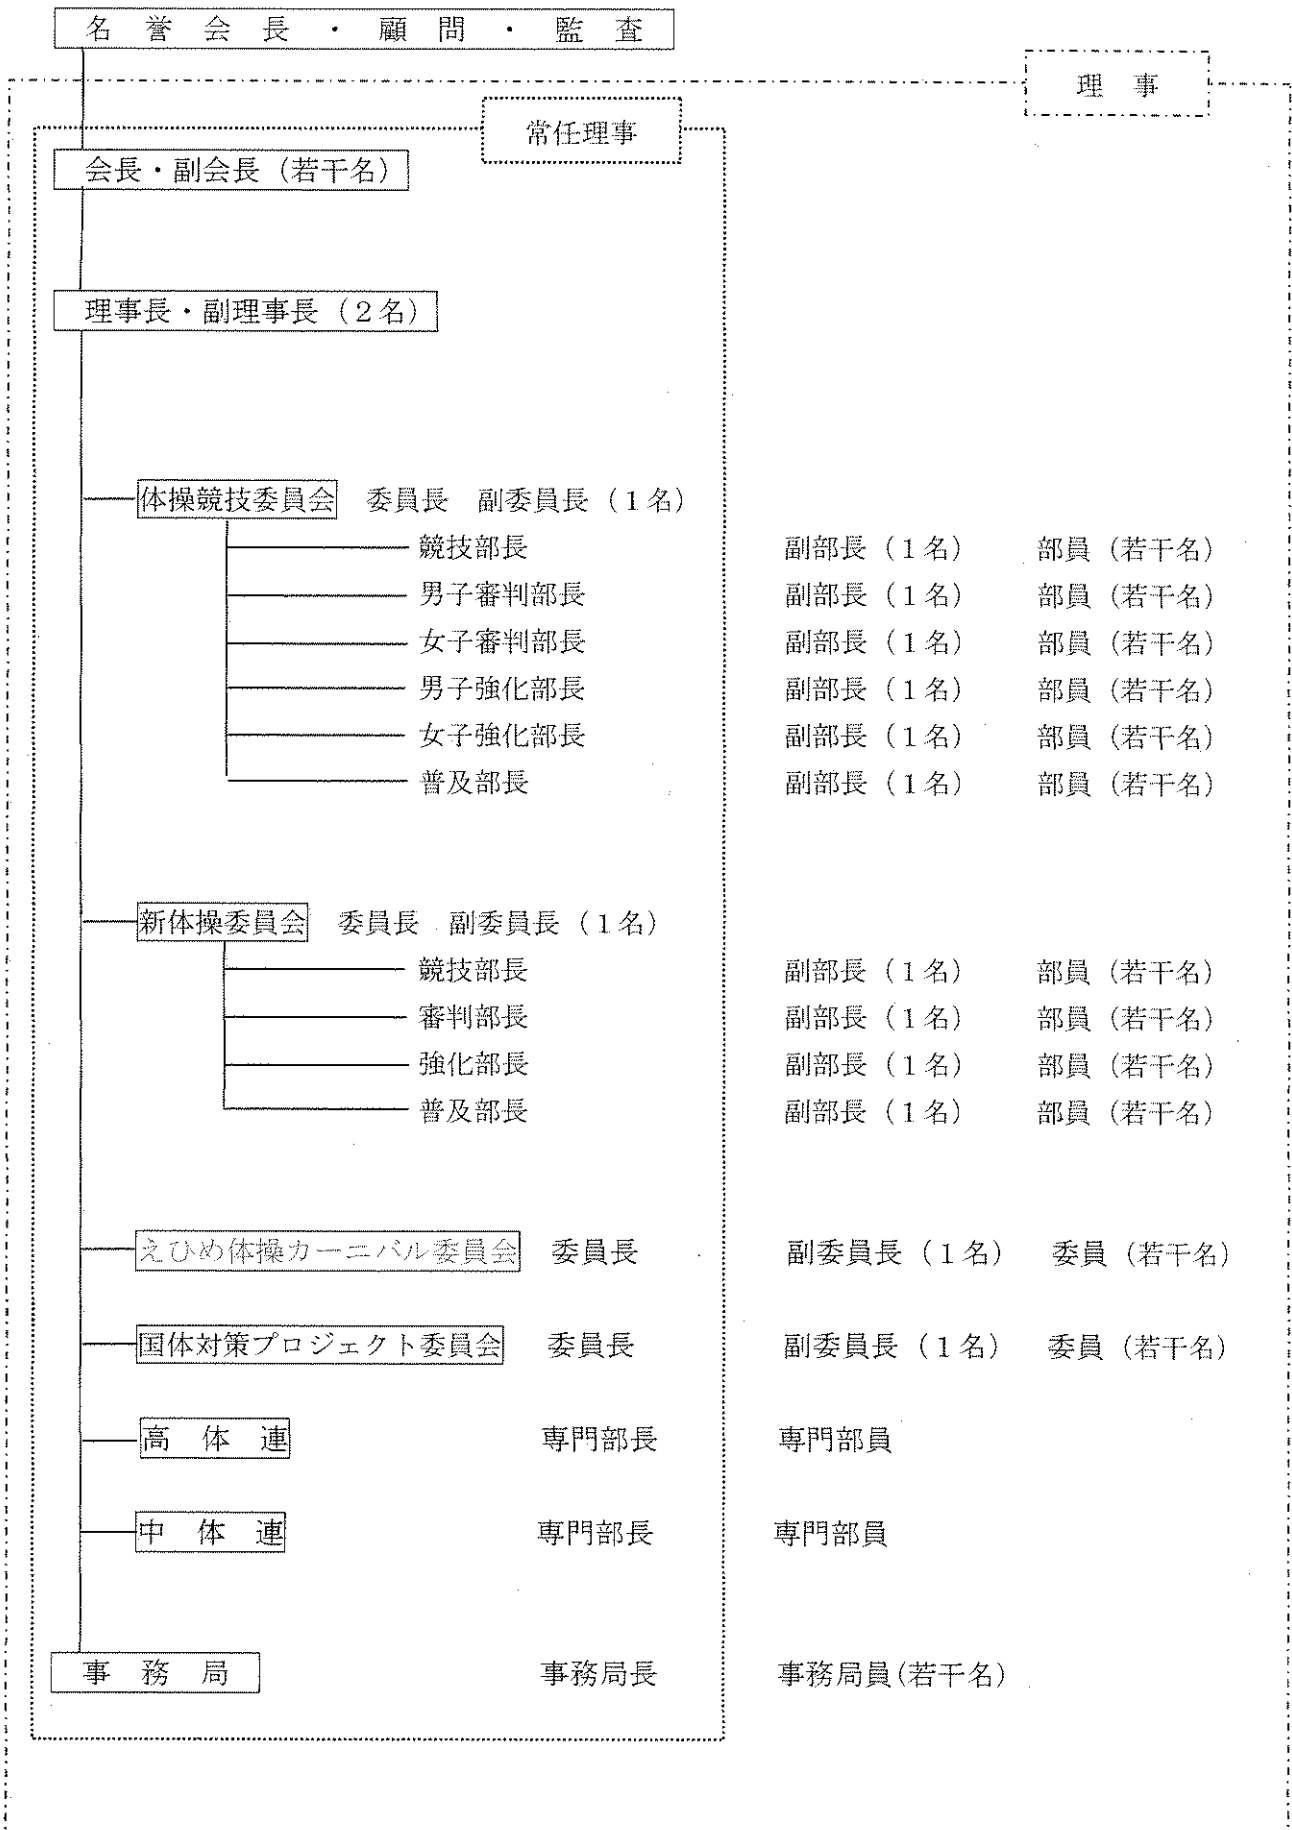 名誉会長・顧問・監査
理事
常任理事
会長・副会長（若干名）
理事長・副理事長（２名）
体操競技委員会 委員長 副委員長（１名）
競技部長 副部長（１名） 部員（若干名）
男子審判部長 副部長（１名） 部員（若干名）
女子審判部長 副部長（１名） 部員（若干名）
男子強化部長 副部長（１名） 部員（若干名）
女子強化部長 副部長（１名） 部員（若干名）
普及部長 副部長（１名） 部員（若干名）
新体操委員会 委員長 副委員長（１名）
競技部長 副部長（１名） 部員（若干名）
審判部長 副部長（１名） 部員（若干名）
強化部長 副部長（１名） 部員（若干名）
普及部長 副部長（１名） 部員（若干名）
えひめ体操カーニバル委員会 委員長 副委員長（１名） 委員（若干名）
国体対策プロジェクト委員会 委員長 副委員長（１名） 委員（若干名）
高体連 専門部長 専門部員
中体連 専門部長 専門部員
事務局 事務局長 事務局員(若干名）